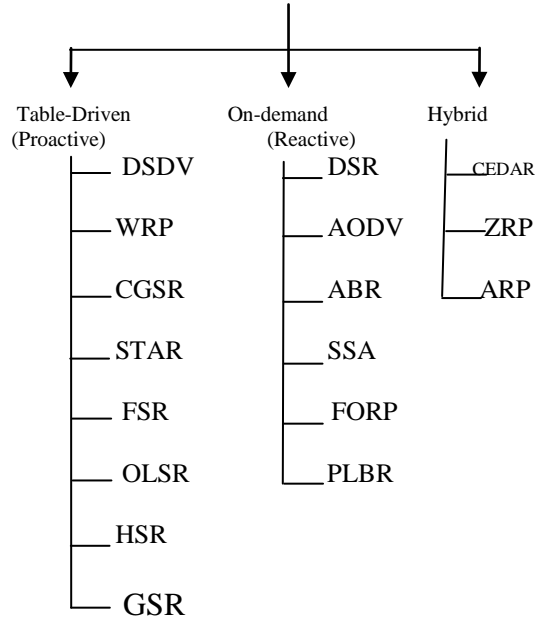 Table-Driven
(Proactive)
DSDV
WRP
CGSR
STAR
FSR
OLSR
HSR
GSR
On-demand
(Reactive)
DSR
AODV
ABR
SSA
FORP
PLBR
Hybrid
CEDAR
ZRP
ARP